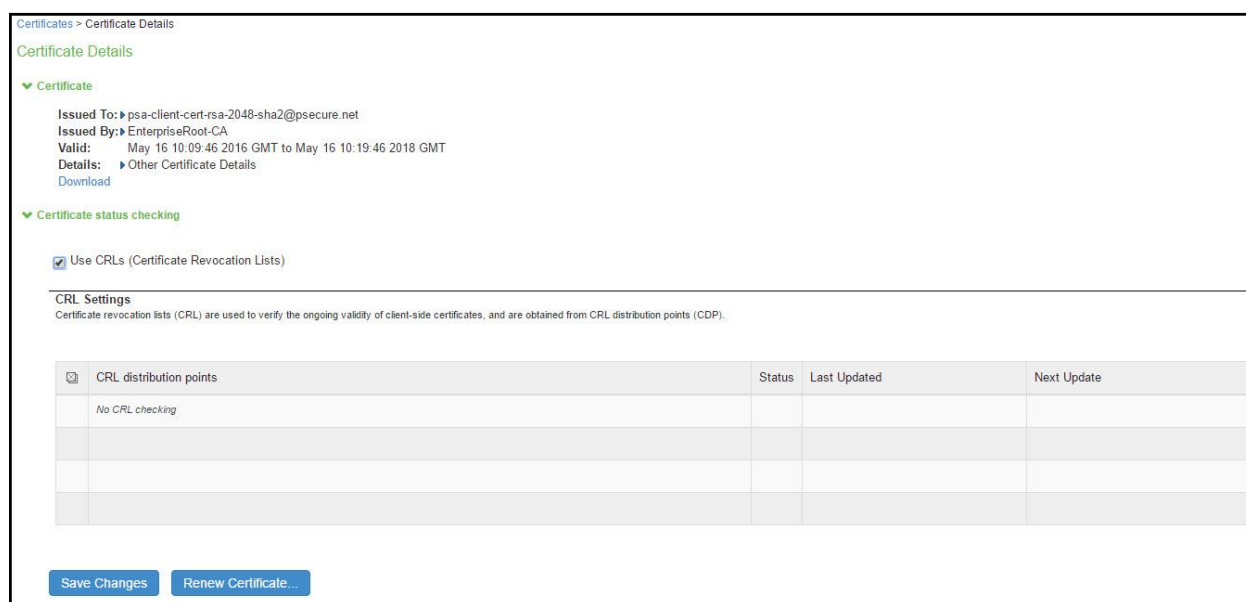 Certificates > Certificate Details
Certificate Details
Certificate
Issued To: psa-client-cert-rsa-2048-sha2@psecure.net
Issued By: EnterpriseRoot-CA
Valid: May 16 10:09:46 2016 GMT to May 16 10:19:46 2018 GMT
Details: Other Certificate Details
Download
Certificate status checking
Use CRLs (Certificate Revocation Lists)
CRL Settings
Certificate revocation lists (CRL) are used to verify the ongoing validity of client-side certificates, and are obtained from CRL distribution points (CDP).
CRL distribution points Status Last Updated Next Update
No CRL checking
Save Changes Renew Certificate...